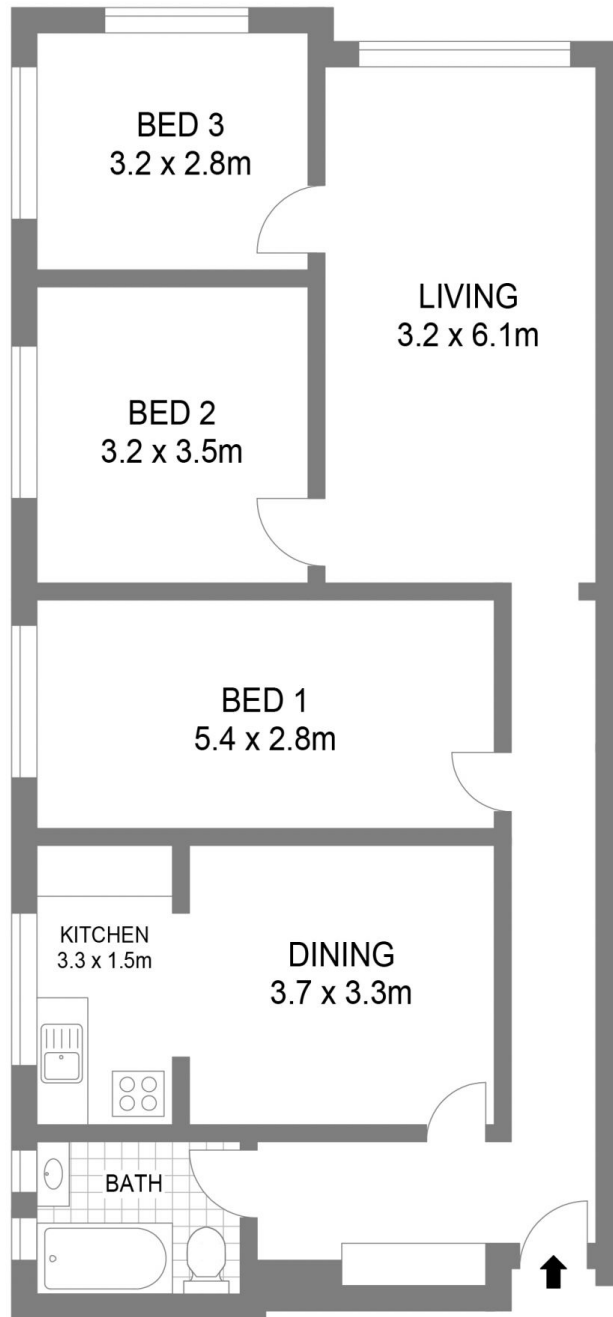 BED 3
3.2 x 2.8m
LIVING
3.2 x 6.1m
BED 2
3.2 x 3.5m
BED 1
5.4 x 2.8m
KITCHEN
3.3 x 1.5m
DINING
3.7 x 3.3m
BATH